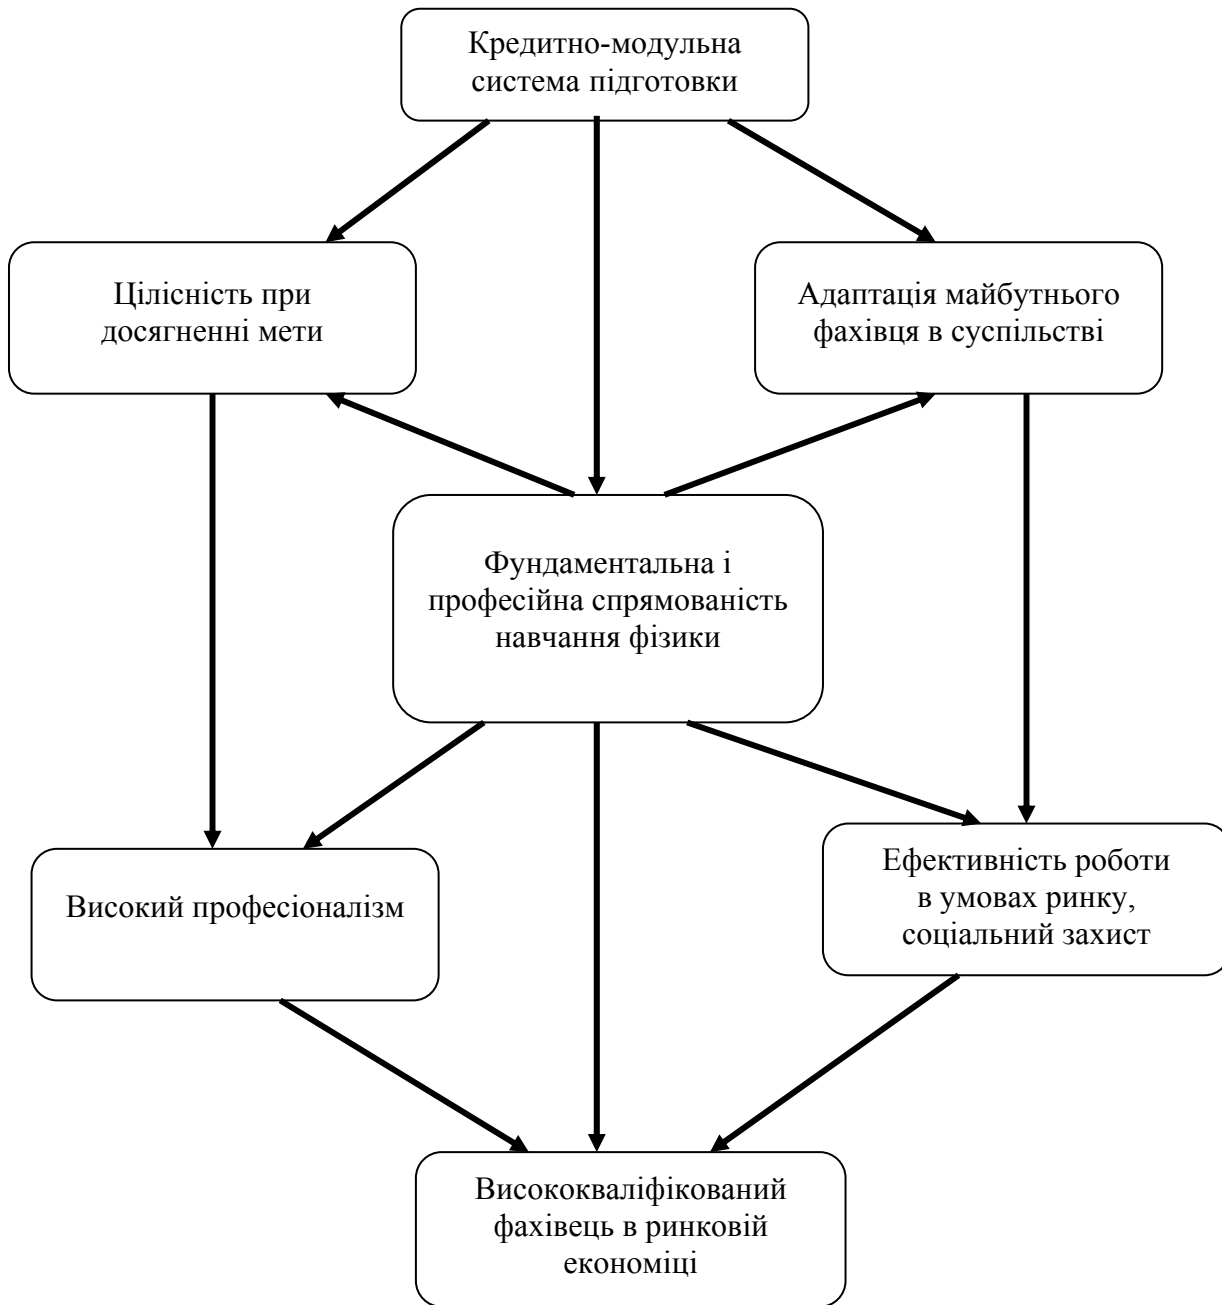 Кредитно-модульна
система підготовки
Цілісність при
досягненні мети
Адаптація майбутнього
фахівця в суспільстві
Фундаментальна і
професійна спрямованість
навчання фізики
Високий професіоналізм
Ефективність роботи
в умовах ринку,
соціальний захист
Висококваліфікований
фахівець в ринковій
економіці